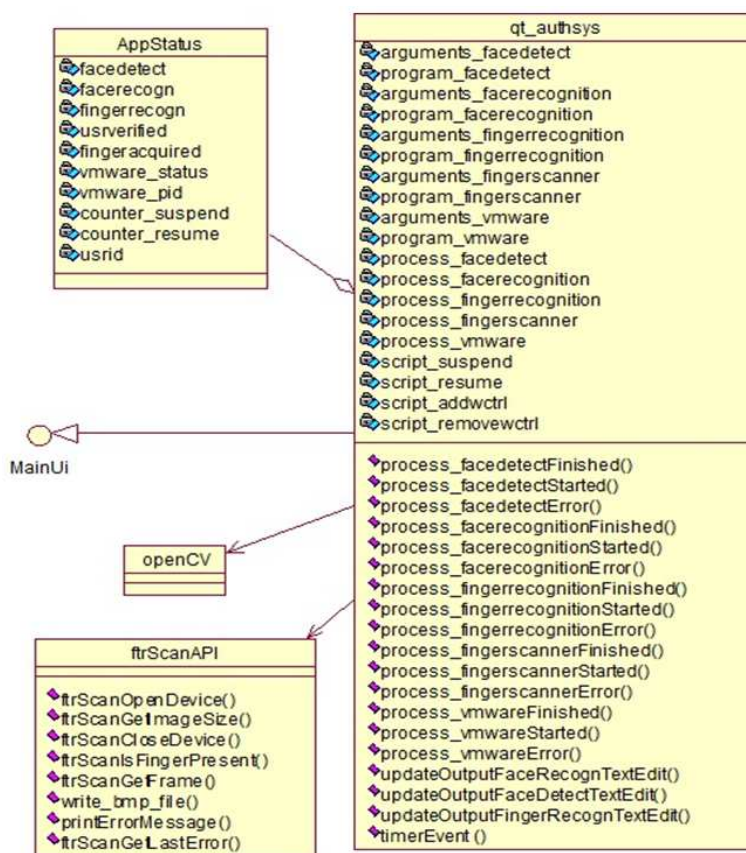 AppStatus
facedetect
facerecogn
fingerrecogn
usrverified
fingeracquired
vmware_status
vmware_pid
counter_suspend
counter_resume
usrid
qt_authsys
arguments_facedetect
program_facedetect
arguments_facerecognition
program_facerecognition
arguments_fingerrecognition
program_fingerrecognition
arguments_fingerscanner
program_fingerscanner
arguments_vmware
program_vmware
process_facedetect
process_facerecognition
process_fingerrecognition
process_fingerscanner
process_vmware
script_suspend
script_resume
script_addwctrl
script_removewctrl
process_facedetectFinished()
process_facedetectStarted()
process_facedetectError()
process_facerecognitionFinished()
process_facerecognitionStarted()
process_facerecognitionError()
process_fingerrecognitionFinished()
process_fingerrecognitionStarted()
process_fingerrecognitionError()
process_fingerscannerFinished()
process_fingerscannerStarted()
process_fingerscannerError()
process_vmwareFinished()
process_vmwareStarted()
process_vmwareError()
updateOutputFaceRecognTextEdit()
updateOutputFaceDetectTextEdit()
updateOutputFingerRecognTextEdit()
timerEvent ()
MainUi
openCV
ftrScanAPI
ftrScanOpenDevice()
ftrScanGetImageSize()
ftrScanCloseDevice()
ftrScanIsFingerPresent()
ftrScanGetFrame()
write_bmp_file()
printErrorMessage()
ftrScanGetLastError()